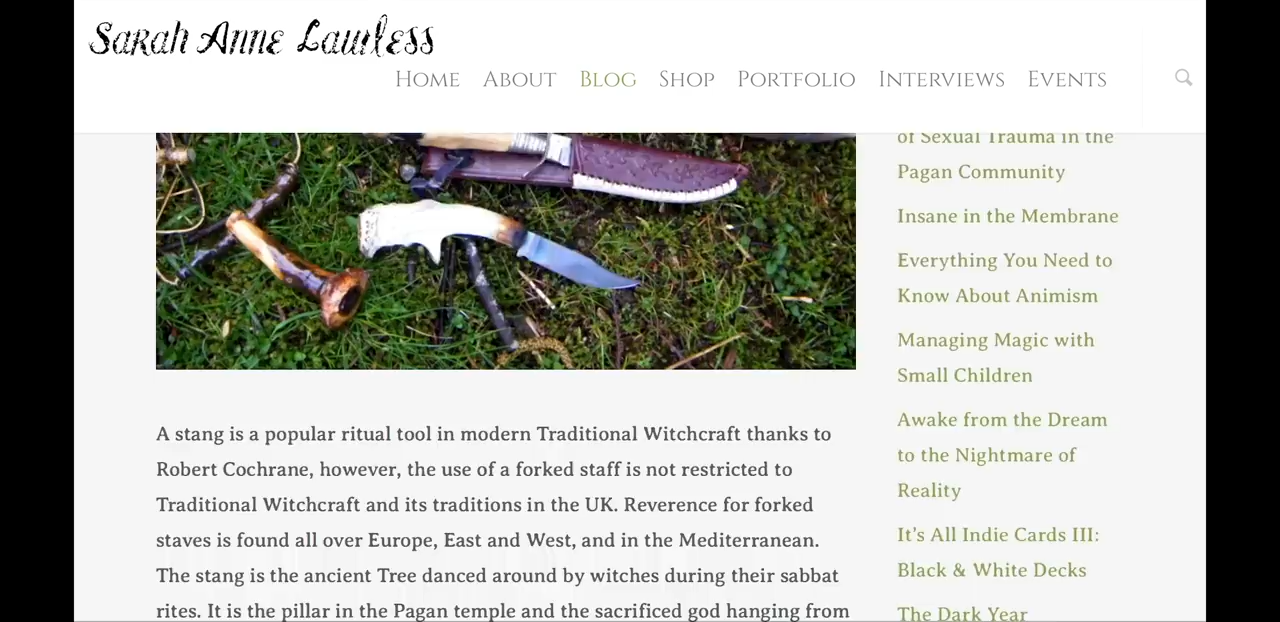 Sarah Anne Lawless
Home About Blog Shop Portfolio Interviews Events
A stang is a popular ritual tool in modern Traditional Witchcraft thanks to
Robert Cochrane, however, the use of a forked staff is not restricted to
Traditional Witchcraft and its traditions in the UK. Reverence for forked
staves is found all over Europe, East and West, and in the Mediterranean.
The stang is the ancient Tree danced around by witches during their sabbat
rites. It is the pillar in the Pagan temple and the sacrificed god hanging from
of Sexual Trauma in the
Pagan Community
Insane in the Membrane
Everything You Need to
Know About Animism
Managing Magic with
Small Children
Awake from the Dream
to the Nightmare of
Reality
It’s All Indie Cards III:
Black & White Decks
The Dark Year